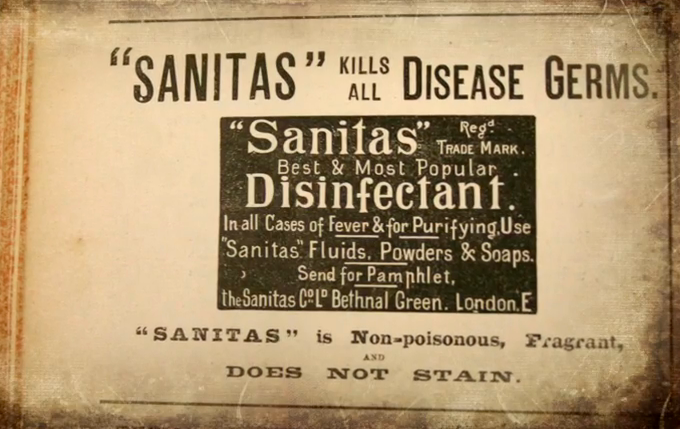 "SANITAS" KILLS ALL DISEASE GERMS.
"Sanitas" Regd TRADE MARK.
Best & Most Popular
Disinfectant.
In all Cases of Fever & for Purifying, Use
"Sanitas" Fluids, Powders & Soaps.
Send for Pamphlet,
the Sanitas Co. Ld. Bethnal Green. London, E
"SANITAS" is Non-poisonous, Fragrant,
AND
DOES NOT STAIN.